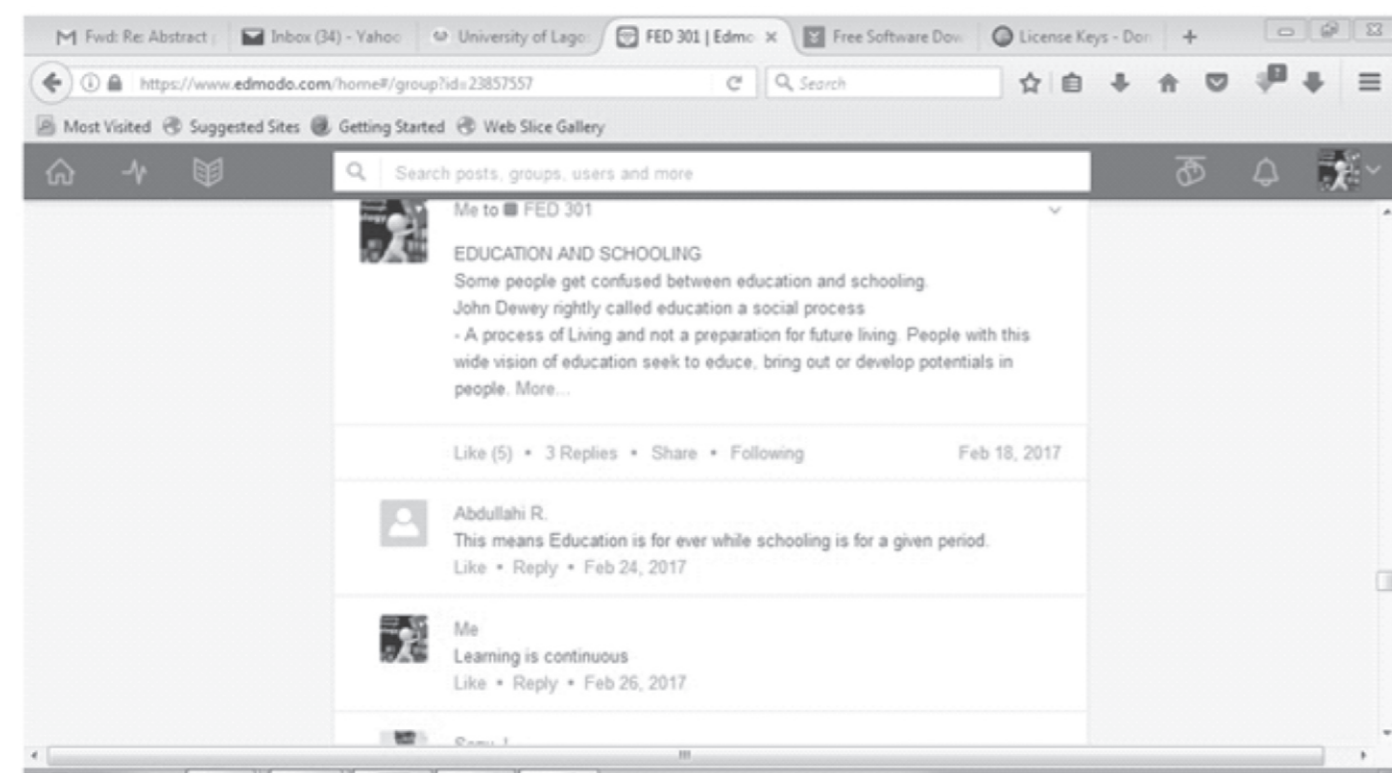 Fwd: Re: Abstract Inbox (34) - Yahoo University of Lago FED 301 | Edmo Free Software Dow License Keys - Don
https://www.edmodo.com/home#/group?id=23857557 Search
Most Visited Suggested Sites Getting Started Web Slice Gallery
Search posts, groups, users and more
Me to FED 301
EDUCATION AND SCHOOLING
Some people get confused between education and schooling.
John Dewey rightly called education a social process
- A process of Living and not a preparation for future living. People with this
wide vision of education seek to educe, bring out or develop potentials in
people. More...
Like (5) • 3 Replies • Share • Following Feb 18, 2017
Abdullahi R.
This means Education is for ever while schooling is for a given period.
Like • Reply • Feb 24, 2017
Me
Learning is continuous
Like • Reply • Feb 26, 2017